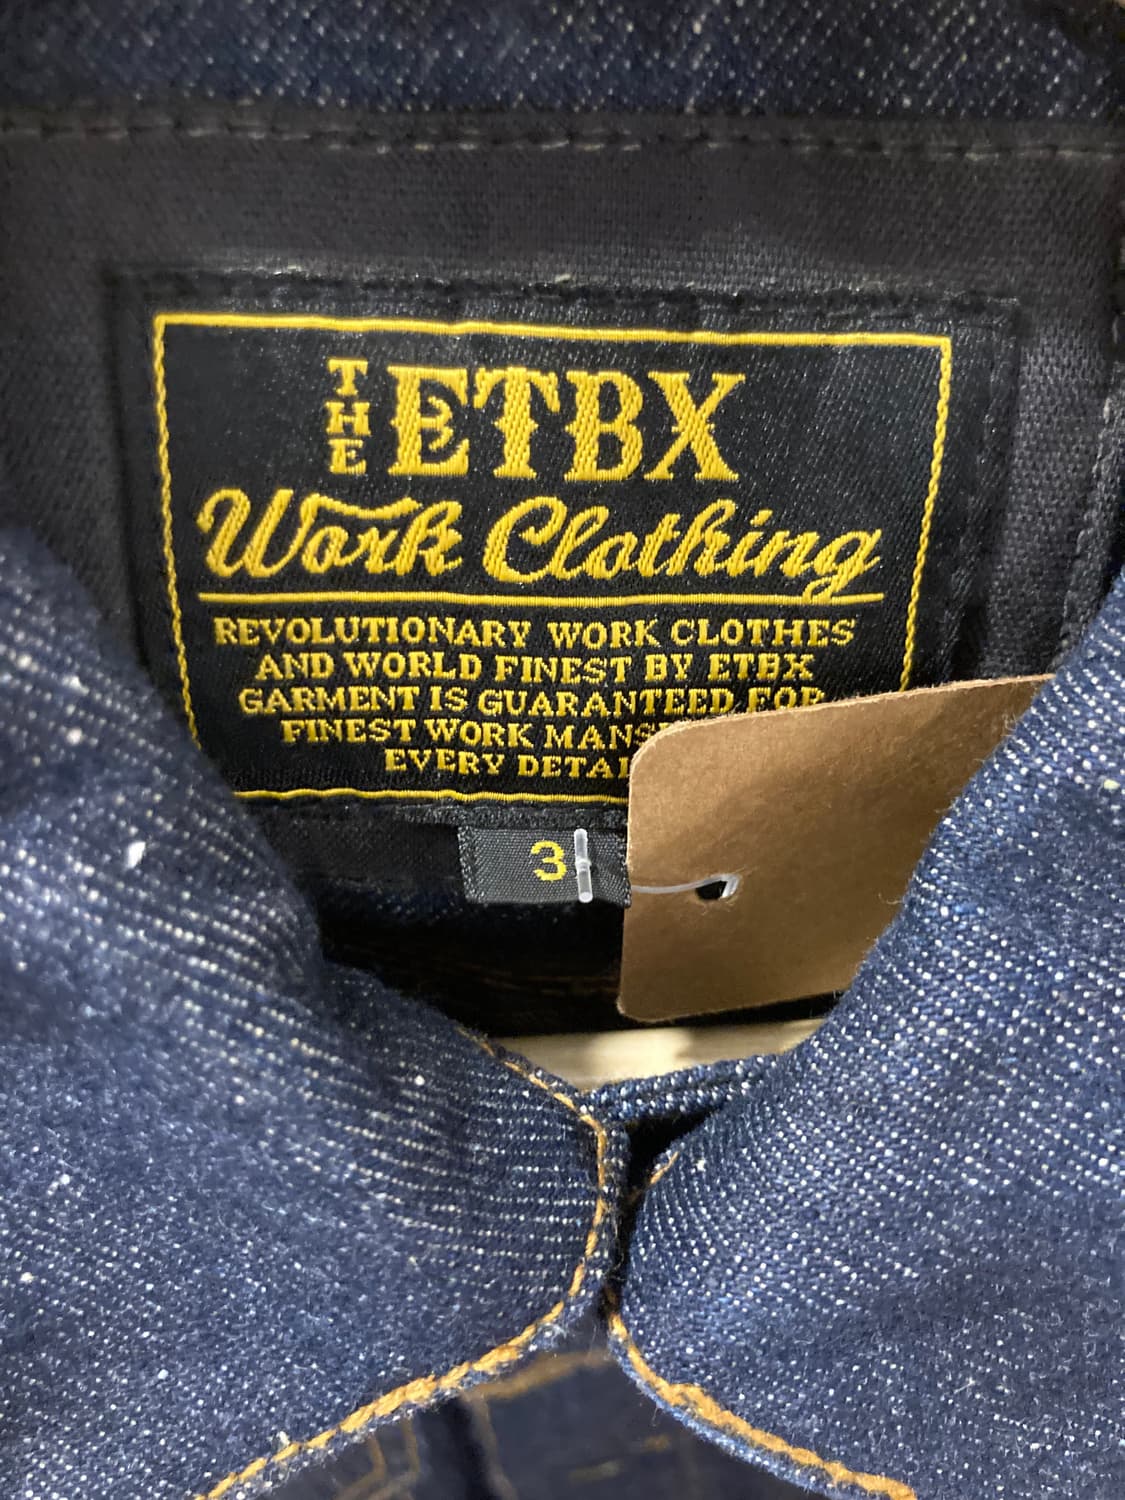 THE ETBX
Work Clothing
REVOLUTIONARY WORK CLOTHES
AND WORLD FINEST BY ETBX
GARMENT IS GUARANTEED FOR
FINEST WORK
EVERY
3